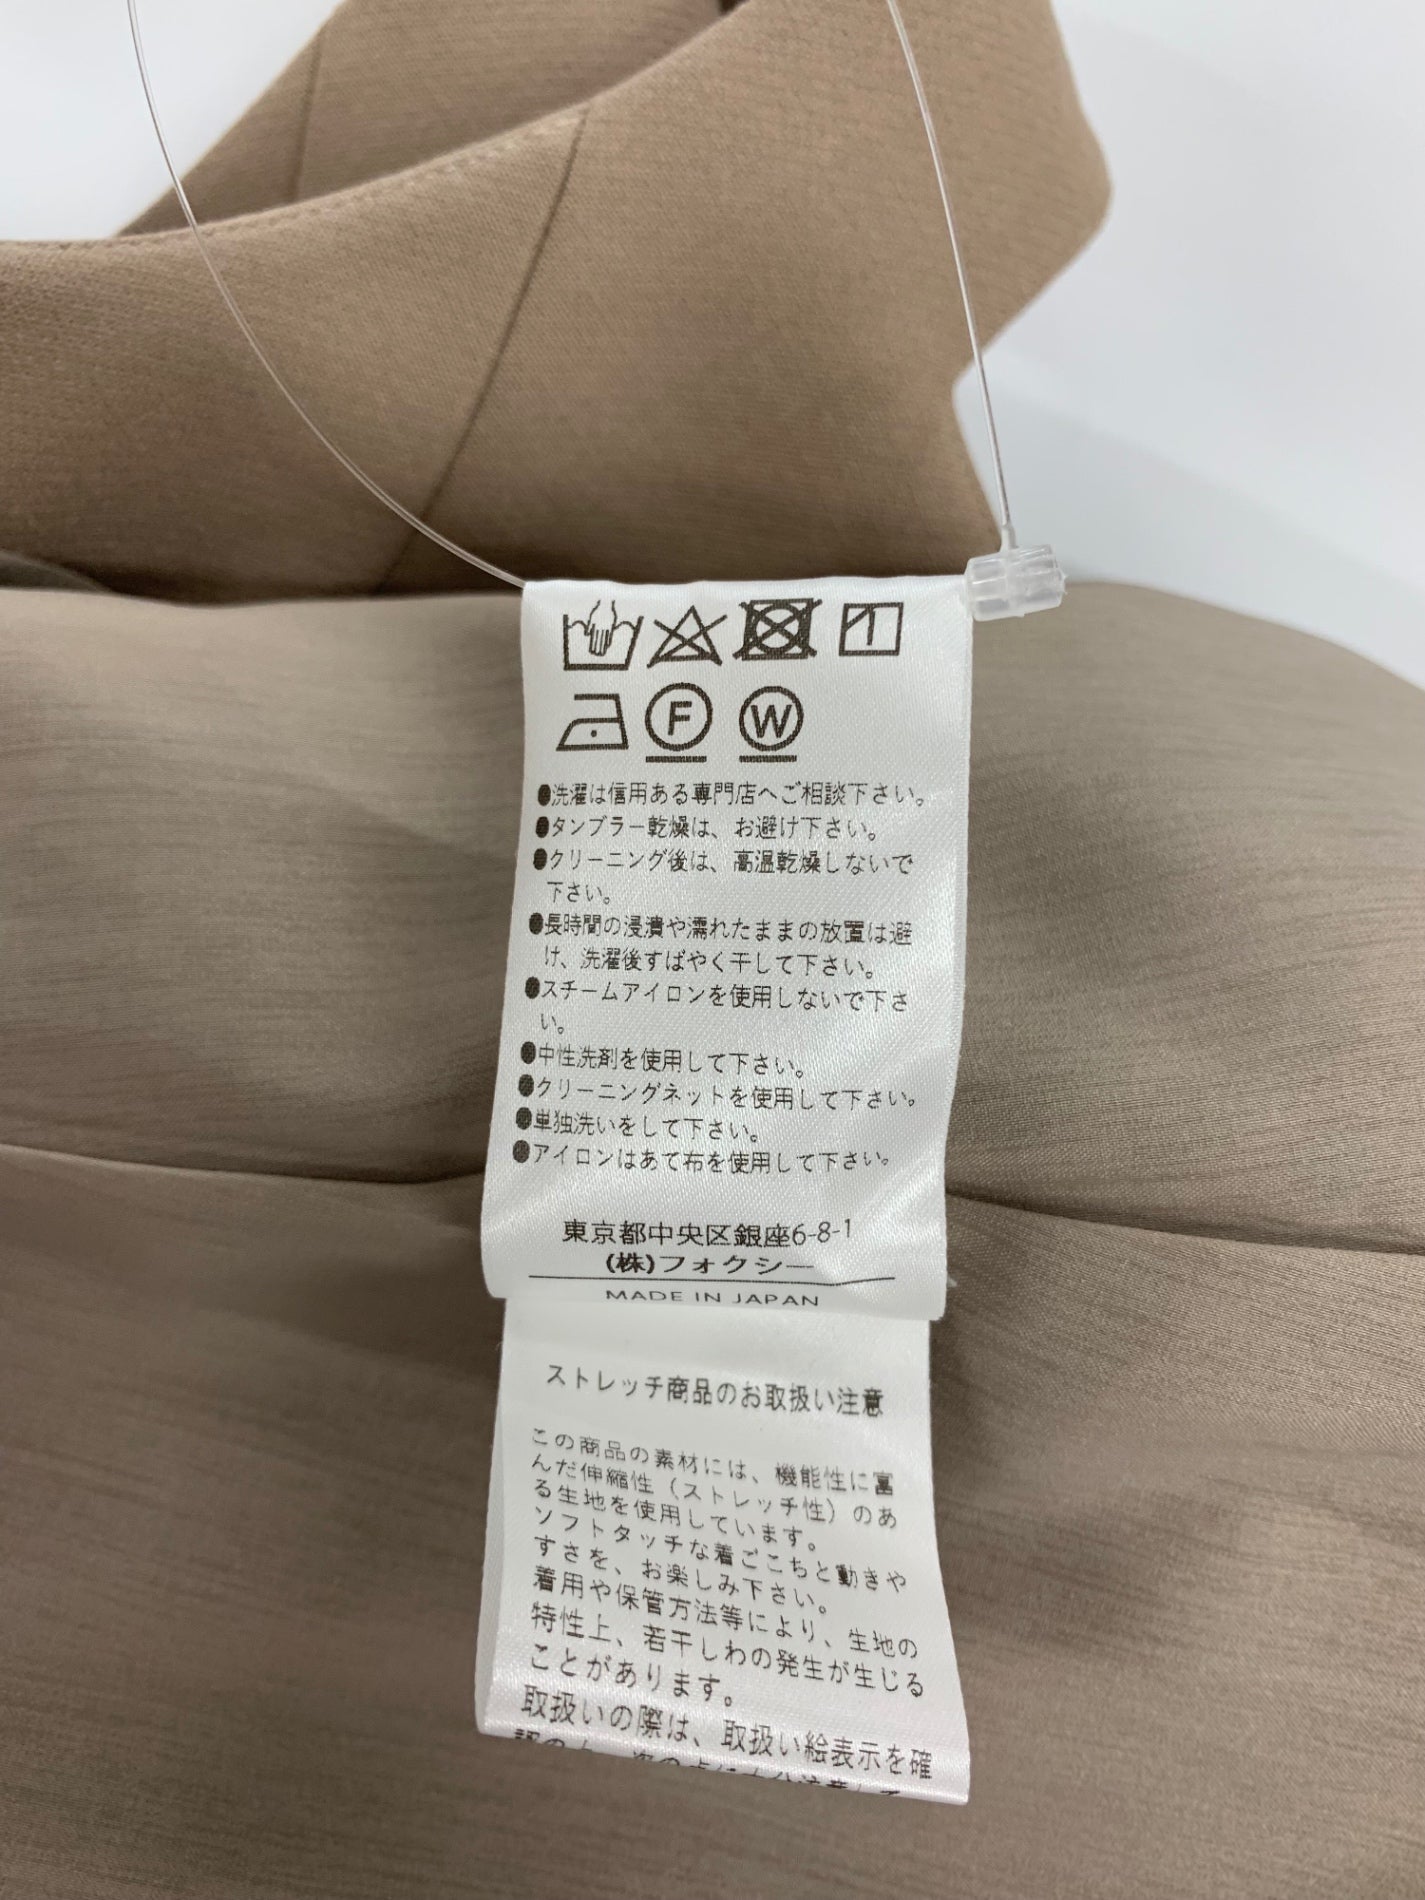 F W
●洗濯は信用ある専門店へご相談下さい。
●タンブラー乾燥は、お避け下さい。
●クリーニング後は、高温乾燥しないで
下さい。
●長時間の浸漬や濡れたままの放置は避
け、洗濯後すばやく干して下さい。
●スチームアイロンを使用しないで下さ
い。
●中性洗剤を使用して下さい。
●クリーニングネットを使用して下さい。
●単独洗いをして下さい。
●アイロンはあて布を使用して下さい。
東京都中央区銀座6-8-1
(株)フォクシー
MADE IN JAPAN
ストレッチ商品のお取扱い注意
この商品の素材には、機能性に富
んだ伸縮性（ストレッチ性）のあ
る生地を使用しています。
ソフトタッチな着ごこちと動きや
すさを、お楽しみ下さい。
着用や保管方法等により、生地の
特性上、若干しわの発生が生じる
ことがあります。
取扱いの際は、取扱い絵表示を確